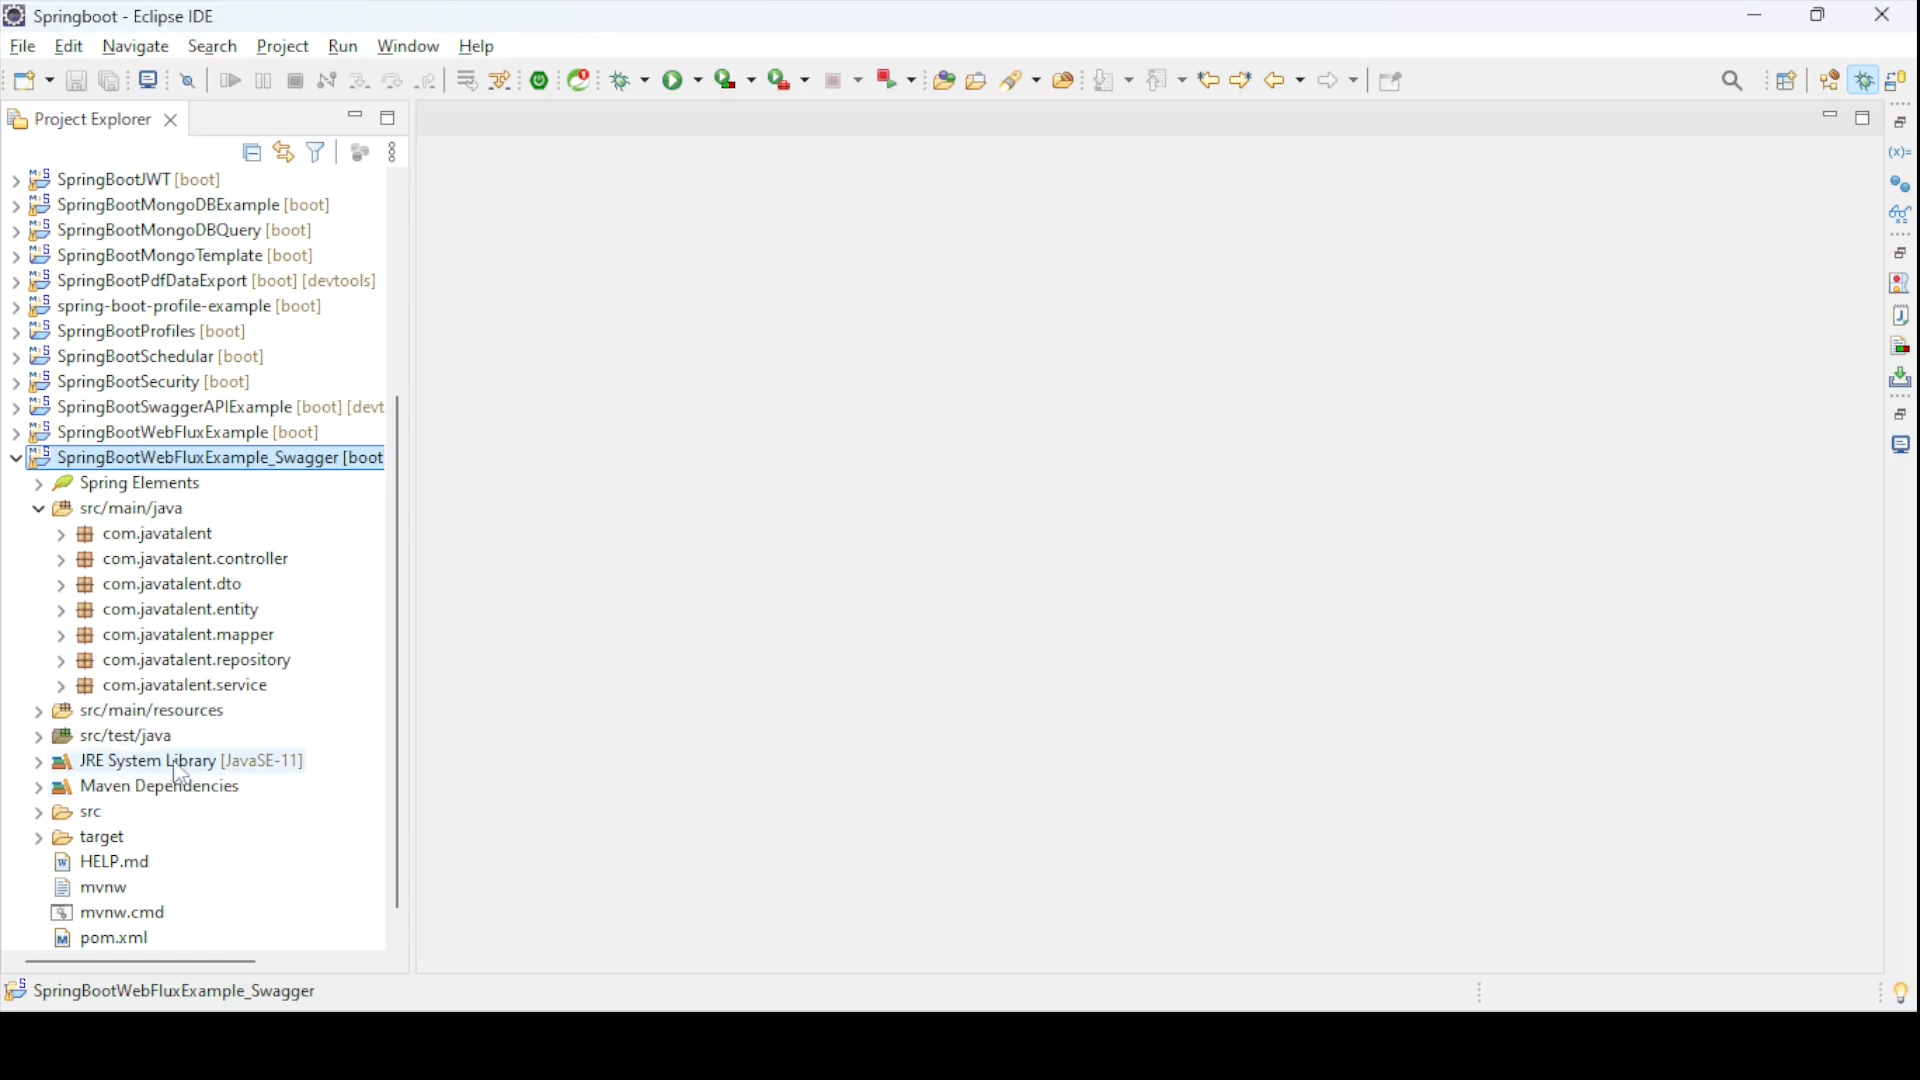 Springboot - Eclipse IDE
File Edit Navigate Search Project Run Window Help
Project Explorer
SpringBootJWT [boot]
SpringBootMongoDBExample [boot]
SpringBootMongoDBQuery [boot]
SpringBootMongoTemplate [boot]
SpringBootPdfDataExport [boot] [devtools]
spring-boot-profile-example [boot]
SpringBootProfiles [boot]
SpringBootSchedular [boot]
SpringBootSecurity [boot]
SpringBootSwaggerAPIExample [boot] [devt
SpringBootWebFluxExample [boot]
SpringBootWebFluxExample_Swagger [boot
Spring Elements
src/main/java
com.javatalent
com.javatalent.controller
com.javatalent.dto
com.javatalent.entity
com.javatalent.mapper
com.javatalent.repository
com.javatalent.service
src/main/resources
src/test/java
JRE System Library [JavaSE-11]
Maven Dependencies
src
target
HELP.md
mvnw
mvnw.cmd
pom.xml
SpringBootWebFluxExample_Swagger